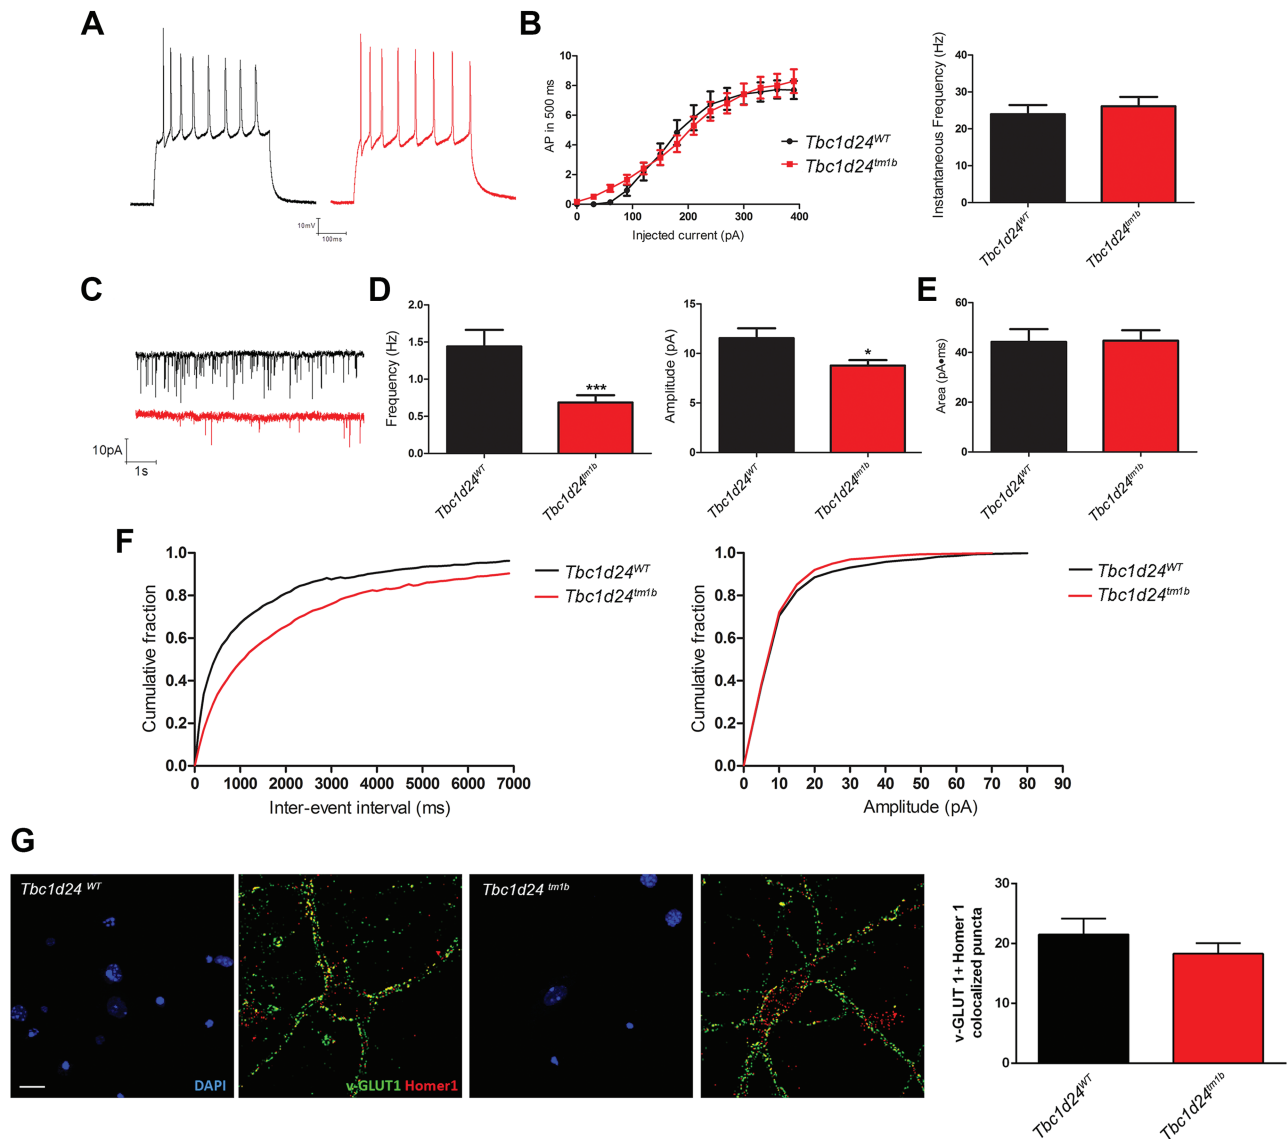 A
10mV
100ms
B
AP in 500 ms
10
8
6
4
2
0
0 100 200 300 400
Injected current (pA)
Tbc1d24WT
Tbc1d24tm1b
Instantaneous Frequency (Hz)
40
30
20
10
0
Tbc1d24WT
Tbc1d24tm1b
C
10pA
1s
D
Frequency (Hz)
2.0
1.5
1.0
0.5
0.0
***
Tbc1d24WT
Tbc1d24tm1b
Amplitude (pA)
15
10
5
0
*
Tbc1d24WT
Tbc1d24tm1b
E
Area (pA•ms)
60
40
20
0
Tbc1d24WT
Tbc1d24tm1b
F
Cumulative fraction
1.0
0.8
0.6
0.4
0.2
0.0
0 1000 2000 3000 4000 5000 6000 7000
Inter-event interval (ms)
Tbc1d24WT
Tbc1d24tm1b
Cumulative fraction
1.0
0.8
0.6
0.4
0.2
0.0
0 10 20 30 40 50 60 70 80 90
Amplitude (pA)
Tbc1d24WT
Tbc1d24tm1b
G
Tbc1d24 WT
DAPI
v-GLUT1 Homer1
Tbc1d24 tm1b
v-GLUT 1+ Homer 1
colocalized puncta
30
20
10
0
Tbc1d24WT
Tbc1d24tm1b